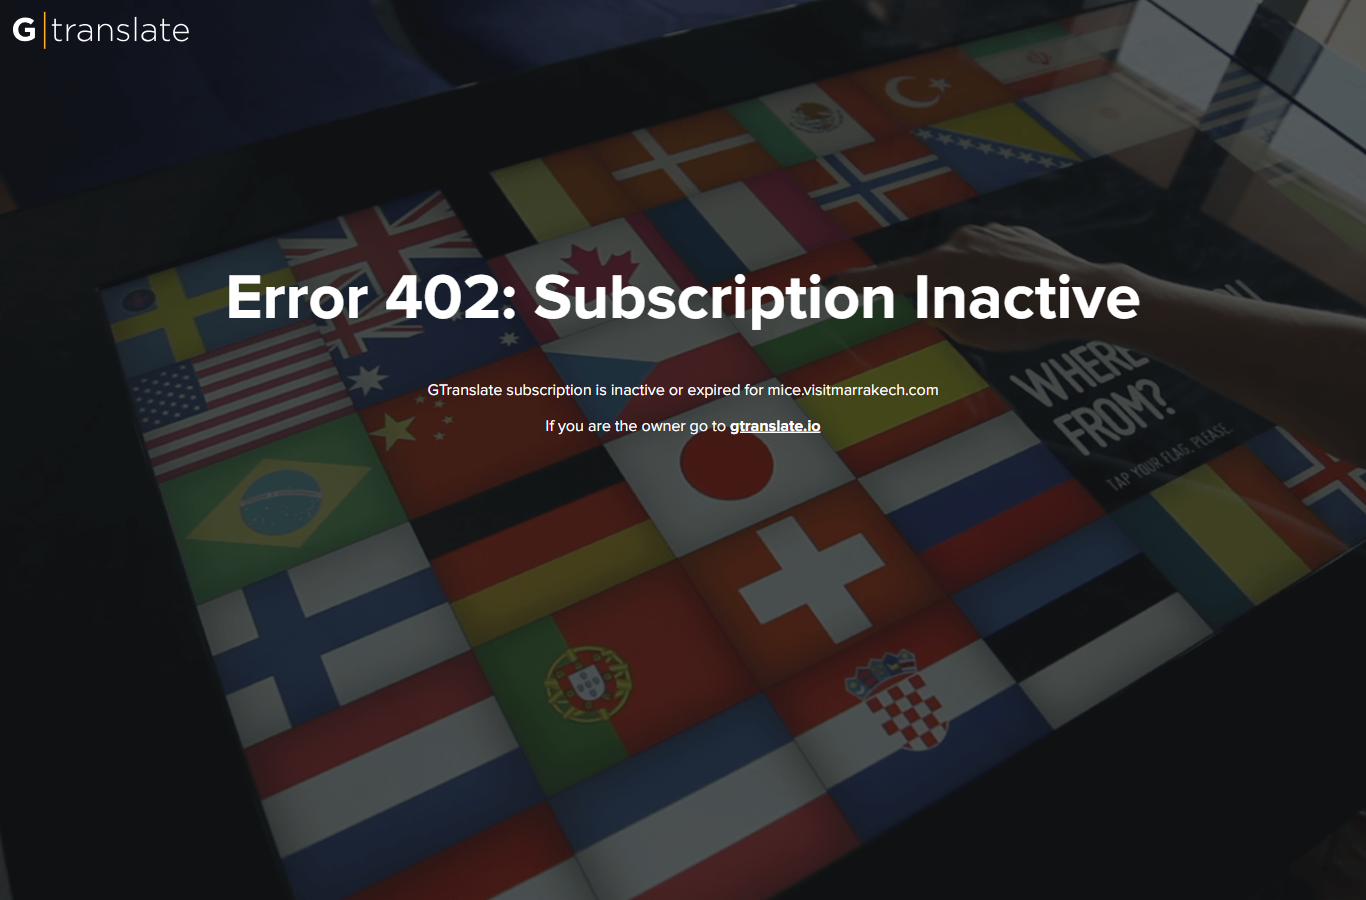 G translate
Error 402: Subscription Inactive
GTranslate subscription is inactive or expired for mice.visitmarrakech.com
If you are the owner go to gtranslate.io
WHERE
FROM?
TAP YOUR FLAG, PLEASE.